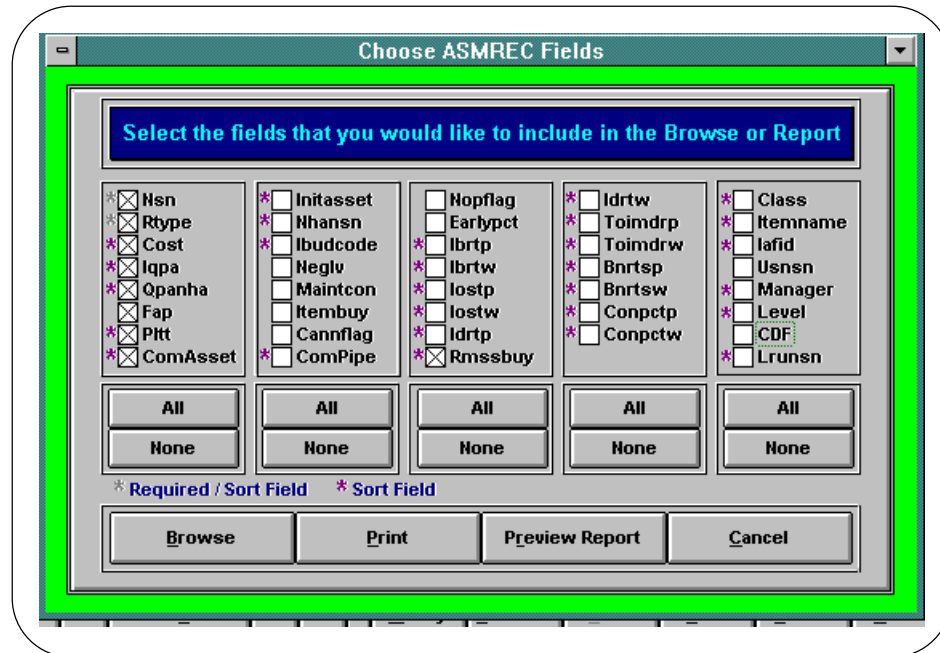 Choose ASMREC Fields
Select the fields that you would like to include in the Browse or Report
* Nsn
* Rtype
* Cost
* Iqpa
* Qpanha
Fap
* Pltt
* ComAsset
* Initasset
* Nhansn
* Ibudcode
Neglv
Maintcon
Itembuy
Cannflag
* ComPipe
Nopflag
Earlypct
* Ibrtp
* Ibrtw
* Iostp
* Iostw
* Idrtp
* Rmssbuy
* Idrtw
* Toimdrp
* Toimdrw
* Bnrtsp
* Bnrtsw
* Conpctp
* Conpctw
* Class
* Itemname
* Iafid
Usnsn
* Manager
* Level
CDF
* Lrunsn
All All All All All
None None None None None
* Required / Sort Field * Sort Field
Browse Print Preview Report Cancel